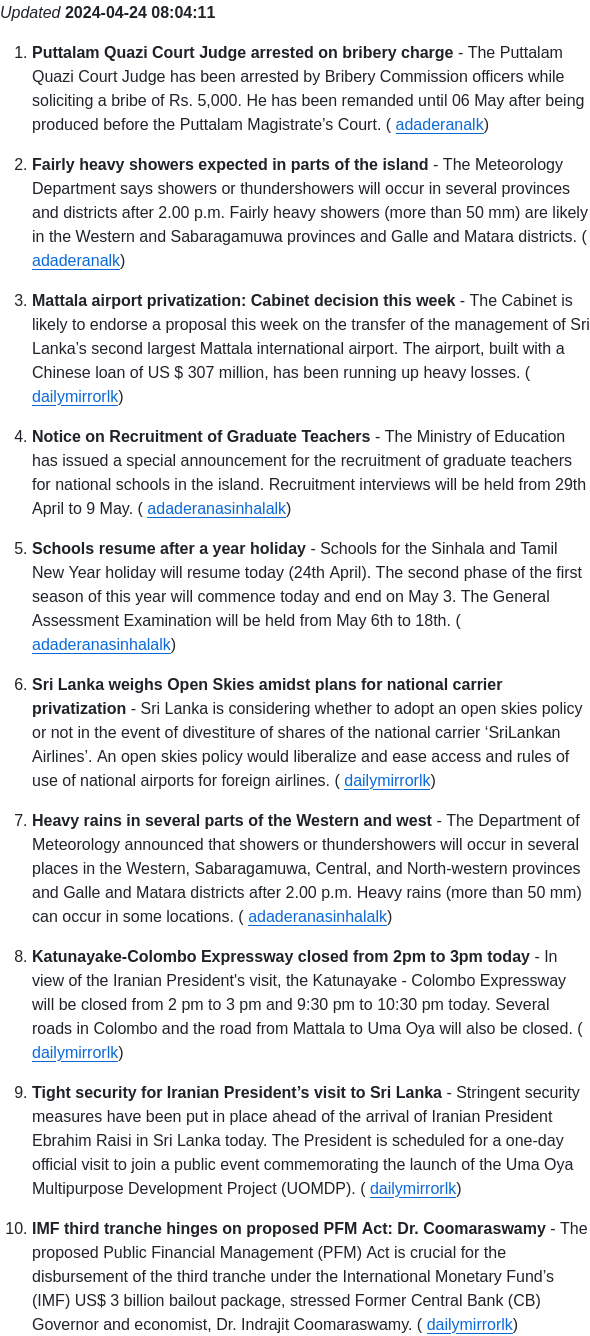 Updated 2024-04-24 08:04:11
1. Puttalam Quazi Court Judge arrested on bribery charge - The Puttalam
Quazi Court Judge has been arrested by Bribery Commission officers while
soliciting a bribe of Rs. 5,000. He has been remanded until 06 May after being
produced before the Puttalam Magistrate’s Court. ( adaderanalk)
2. Fairly heavy showers expected in parts of the island - The Meteorology
Department says showers or thundershowers will occur in several provinces
and districts after 2.00 p.m. Fairly heavy showers (more than 50 mm) are likely
in the Western and Sabaragamuwa provinces and Galle and Matara districts. (
adaderanalk)
3. Mattala airport privatization: Cabinet decision this week - The Cabinet is
likely to endorse a proposal this week on the transfer of the management of Sri
Lanka’s second largest Mattala international airport. The airport, built with a
Chinese loan of US $ 307 million, has been running up heavy losses. (
dailymirrorlk)
4. Notice on Recruitment of Graduate Teachers - The Ministry of Education
has issued a special announcement for the recruitment of graduate teachers
for national schools in the island. Recruitment interviews will be held from 29th
April to 9 May. ( adaderanasinhalalk)
5. Schools resume after a year holiday - Schools for the Sinhala and Tamil
New Year holiday will resume today (24th April). The second phase of the first
season of this year will commence today and end on May 3. The General
Assessment Examination will be held from May 6th to 18th. (
adaderanasinhalalk)
6. Sri Lanka weighs Open Skies amidst plans for national carrier
privatization - Sri Lanka is considering whether to adopt an open skies policy
or not in the event of divestiture of shares of the national carrier ‘SriLankan
Airlines’. An open skies policy would liberalize and ease access and rules of
use of national airports for foreign airlines. ( dailymirrorlk)
7. Heavy rains in several parts of the Western and west - The Department of
Meteorology announced that showers or thundershowers will occur in several
places in the Western, Sabaragamuwa, Central, and North-western provinces
and Galle and Matara districts after 2.00 p.m. Heavy rains (more than 50 mm)
can occur in some locations. ( adaderanasinhalalk)
8. Katunayake-Colombo Expressway closed from 2pm to 3pm today - In
view of the Iranian President's visit, the Katunayake - Colombo Expressway
will be closed from 2 pm to 3 pm and 9:30 pm to 10:30 pm today. Several
roads in Colombo and the road from Mattala to Uma Oya will also be closed. (
dailymirrorlk)
9. Tight security for Iranian President’s visit to Sri Lanka - Stringent security
measures have been put in place ahead of the arrival of Iranian President
Ebrahim Raisi in Sri Lanka today. The President is scheduled for a one-day
official visit to join a public event commemorating the launch of the Uma Oya
Multipurpose Development Project (UOMDP). ( dailymirrorlk)
10. IMF third tranche hinges on proposed PFM Act: Dr. Coomaraswamy - The
proposed Public Financial Management (PFM) Act is crucial for the
disbursement of the third tranche under the International Monetary Fund’s
(IMF) US$ 3 billion bailout package, stressed Former Central Bank (CB)
Governor and economist, Dr. Indrajit Coomaraswamy. ( dailymirrorlk)